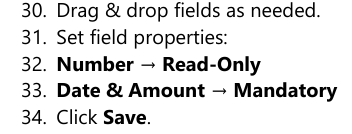 30. Drag & drop fields as needed.
31. Set field properties:
32. Number → Read-Only
33. Date & Amount → Mandatory
34. Click Save.